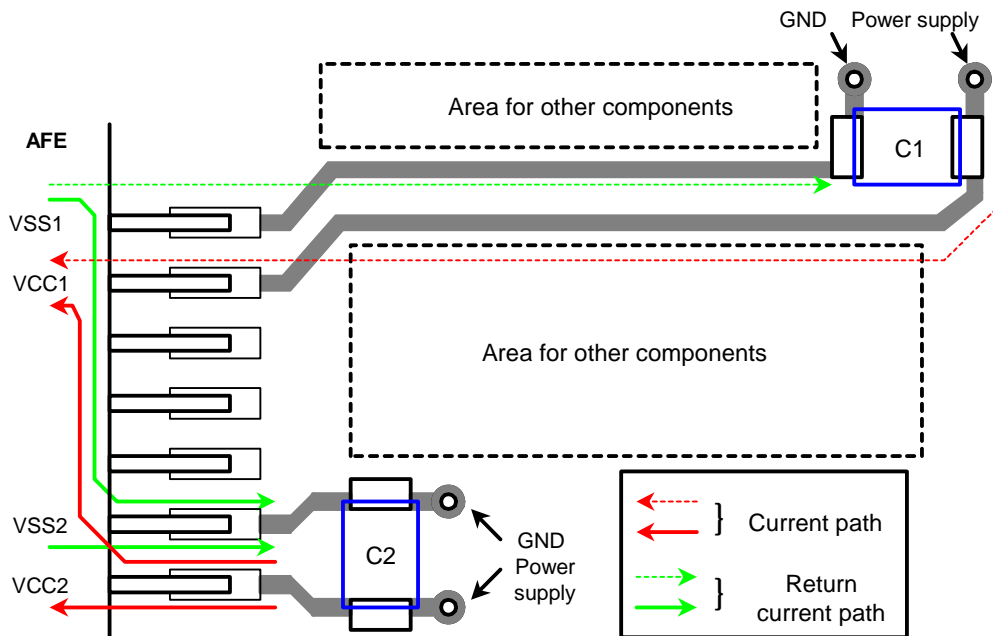 GND
Power supply
Area for other components
C1
AFE
VSS1
VCC1
Area for other components
VSS2
VCC2
C2
GND
Power
supply
} Current path
} Return
current path